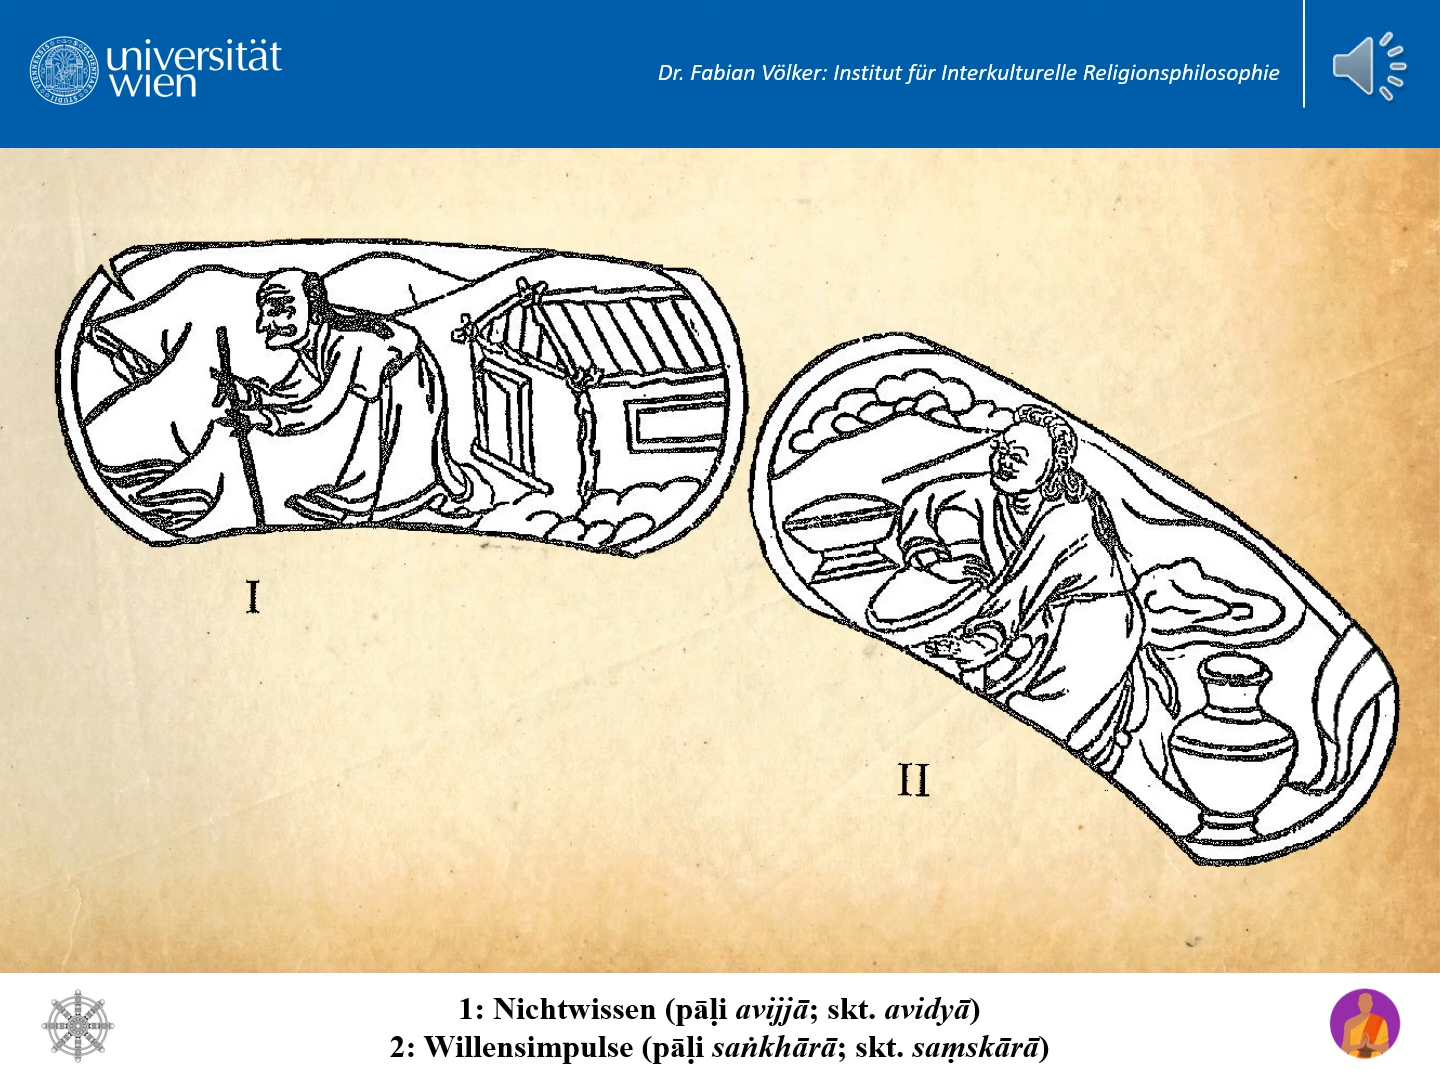 universität
wien
Dr. Fabian Völker: Institut für Interkulturelle Religionsphilosophie
I
II
1: Nichtwissen (pāḷi avijjā; skt. avidyā)
2: Willensimpulse (pāḷi saṅkhārā; skt. saṃskārā)